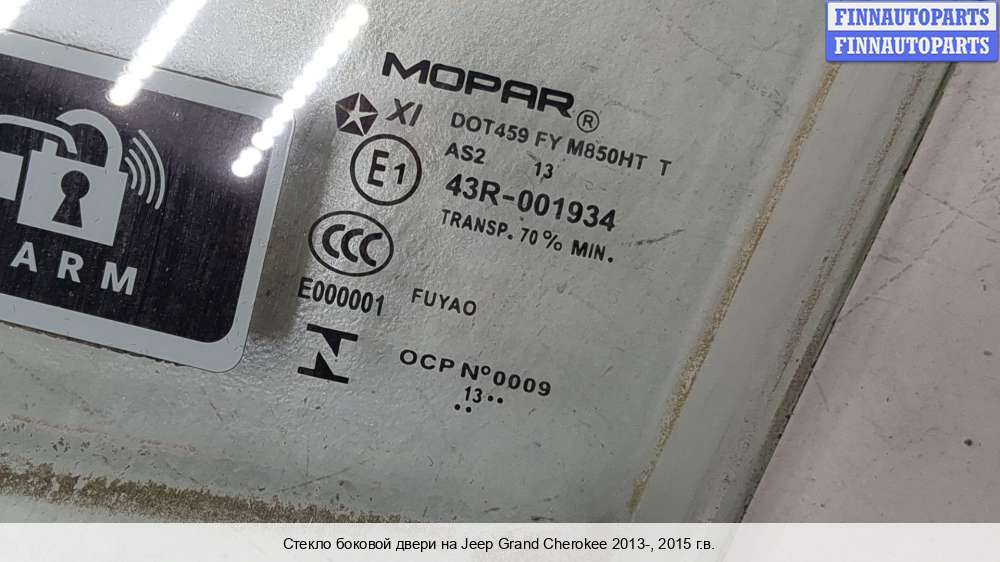 FINNAUTOPARTS
FINNAUTOPARTS
MOPAR®
XI DOT459 FY M850HT T
AS2 13
E1 43R-001934
TRANSP. 70% MIN.
CCC
E000001 FUYAO
OCP Nº0009
13
ARM
Стекло боковой двери на Jeep Grand Cherokee 2013-, 2015 г.в.